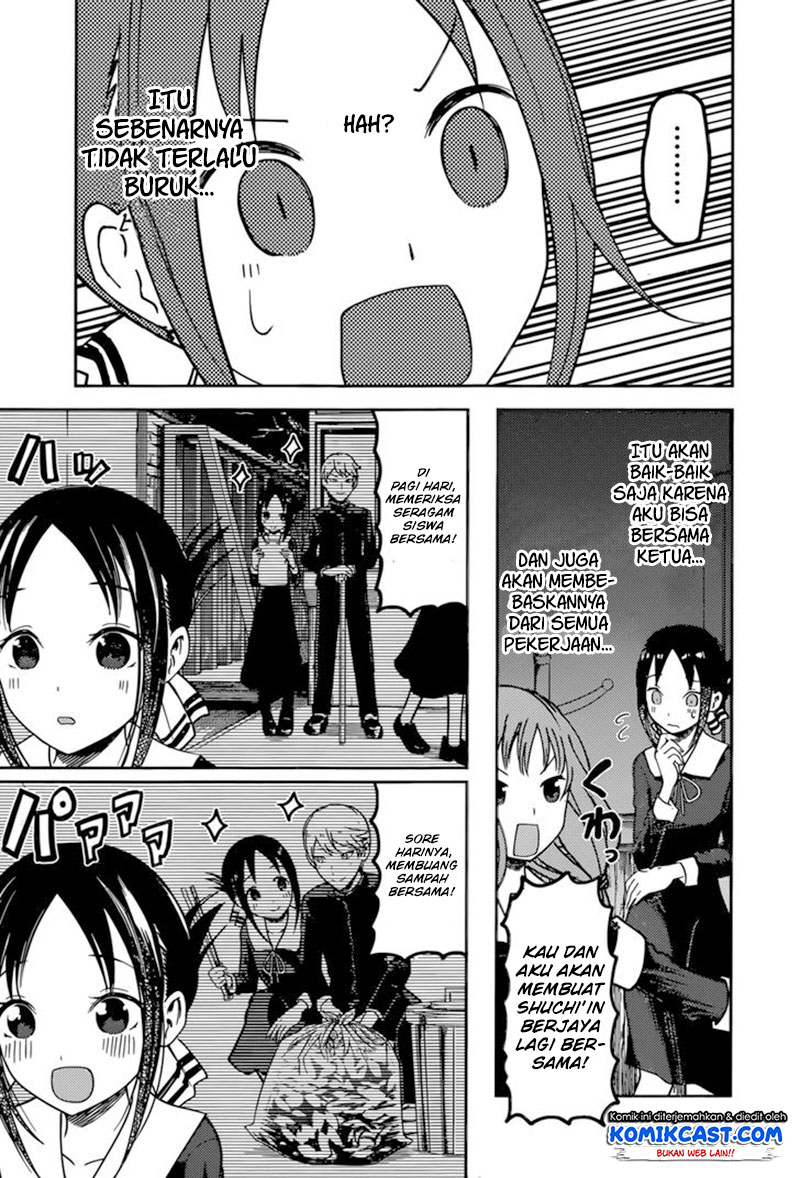 ………
HAH?
ITU
SEBENARNYA
TIDAK TERLALU
BURUK...
ITU AKAN
BAIK-BAIK
SAJA KARENA
AKU BISA
BERSAMA
KETUA...
DAN JUGA
AKAN MEMBE-
BASKANNYA
DARI SEMUA
PEKERJAAN...
くわっ
KAU DAN
AKU AKAN
MEMBUAT
SHUCHI'IN
BERJAYA
LAGI BER-
SAMA!
DI
PAGI HARI,
MEMERIKSA
SERAGAM
SISWA
BERSAMA!
パッ
SORE
HARINYA,
MEMBUANG
SAMPAH
BERSAMA!
パァァァ
Komik ini diterjemahkan & diedit oleh
KOMIKCAST.COM
BUKAN WEB LAIN!!